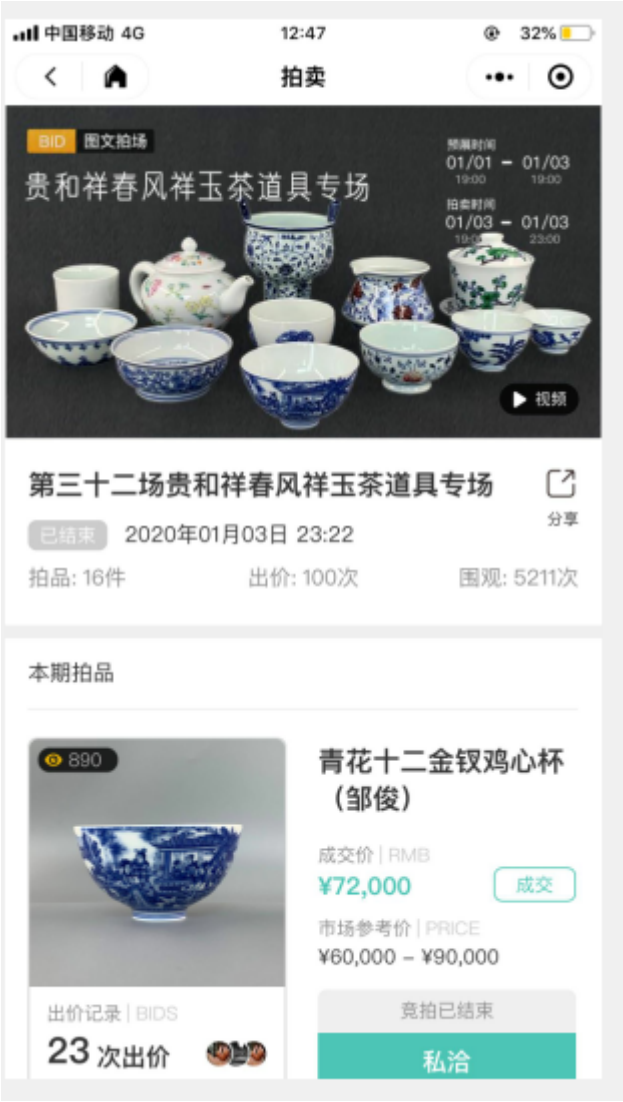 中国移动 4G
12:47
32%
拍卖
BID 图文拍场
贵和祥春风祥玉茶道具专场
预展时间
01/01 – 01/03
19:00 19:00
拍卖时间
01/03 – 01/03
19:00 23:00
视频
第三十二场贵和祥春风祥玉茶道具专场
分享
已结束 2020年01月03日 23:22
拍品: 16件 出价: 100次 围观: 5211次
本期拍品
890
青花十二金钗鸡心杯
（邹俊）
成交价 | RMB
¥72,000 成交
市场参考价 | PRICE
¥60,000 – ¥90,000
出价记录 | BIDS
23 次出价
竞拍已结束
私洽